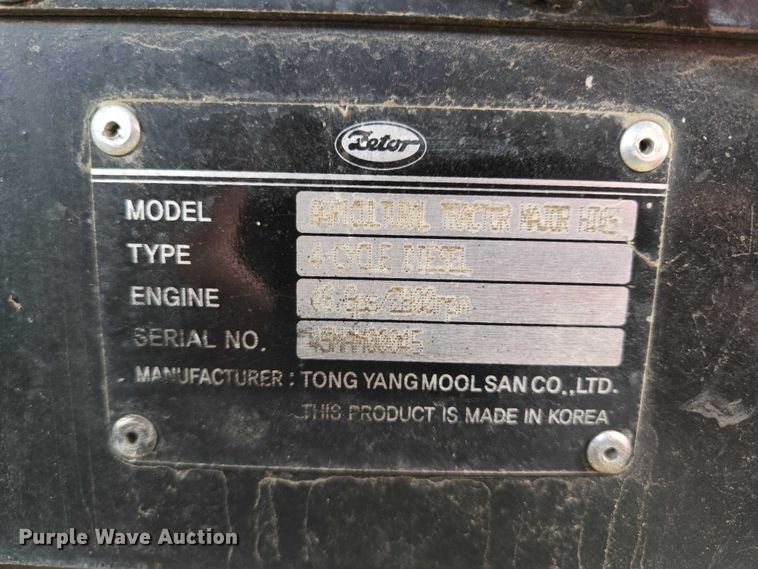 Zetor
MODEL AGRICULTURAL TRACTOR MAJOR
TYPE 4-CYCLE DIESEL
ENGINE
SERIAL NO.
MANUFACTURER : TONG YANG MOOL SAN CO.,LTD.
THIS PRODUCT IS MADE IN KOREA
Purple Wave Auction